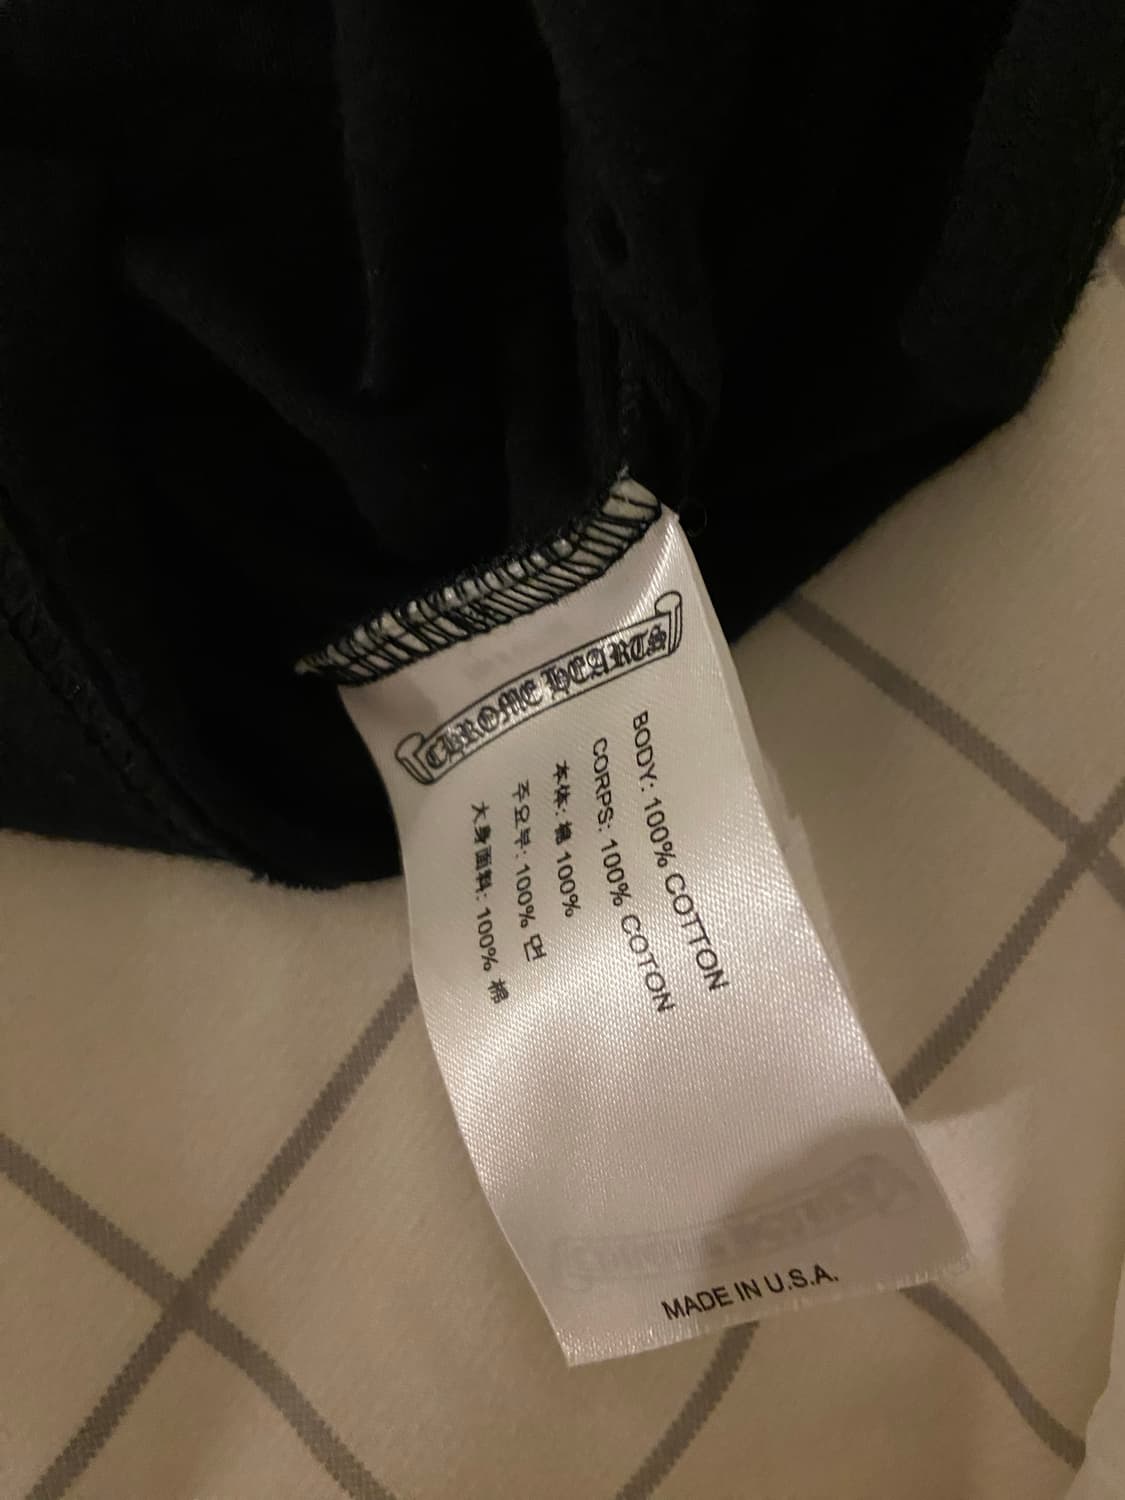 CHROME HEARTS
BODY: 100% COTTON
CORPS: 100% COTON
本体: 棉 100%
주요부: 100% 면
大身面料: 100% 棉
MADE IN U.S.A.